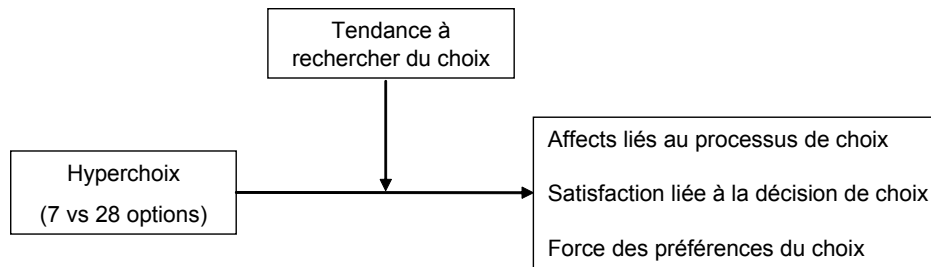 Tendance à
rechercher du choix
Hyperchoix
(7 vs 28 options)
Affects liés au processus de choix
Satisfaction liée à la décision de choix
Force des préférences du choix